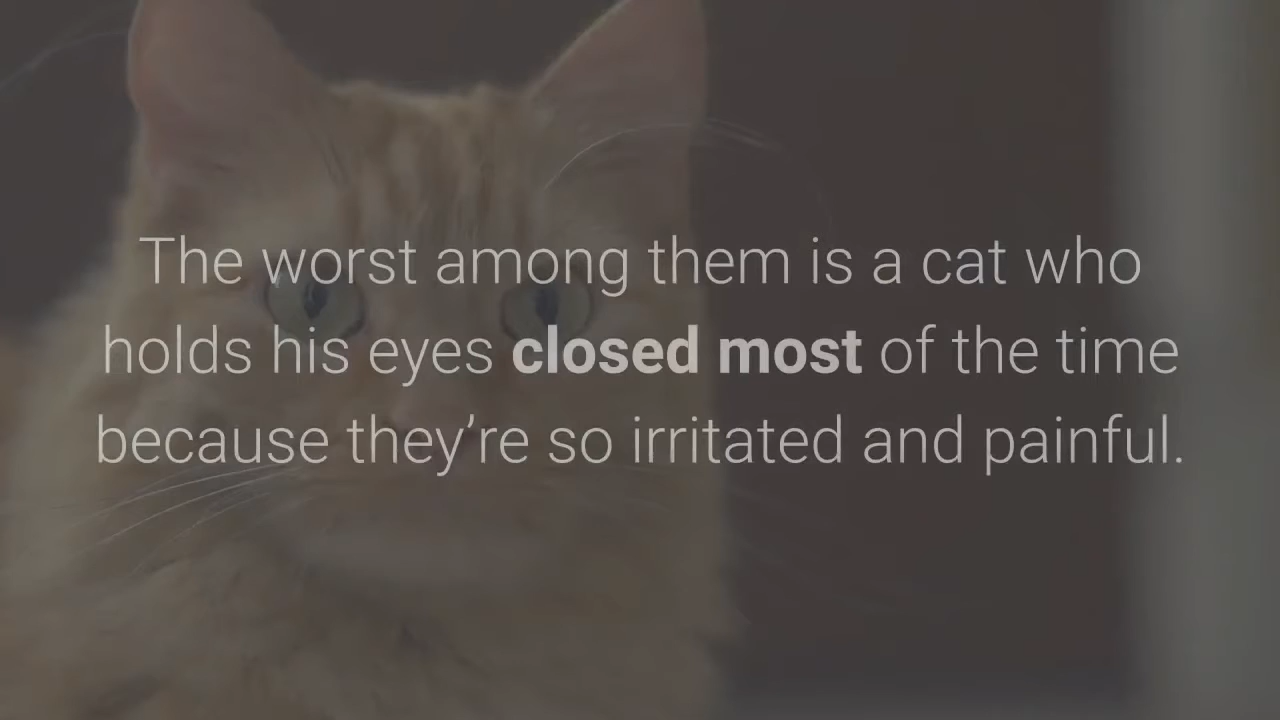 The worst among them is a cat who
holds his eyes closed most of the time
because they’re so irritated and painful.